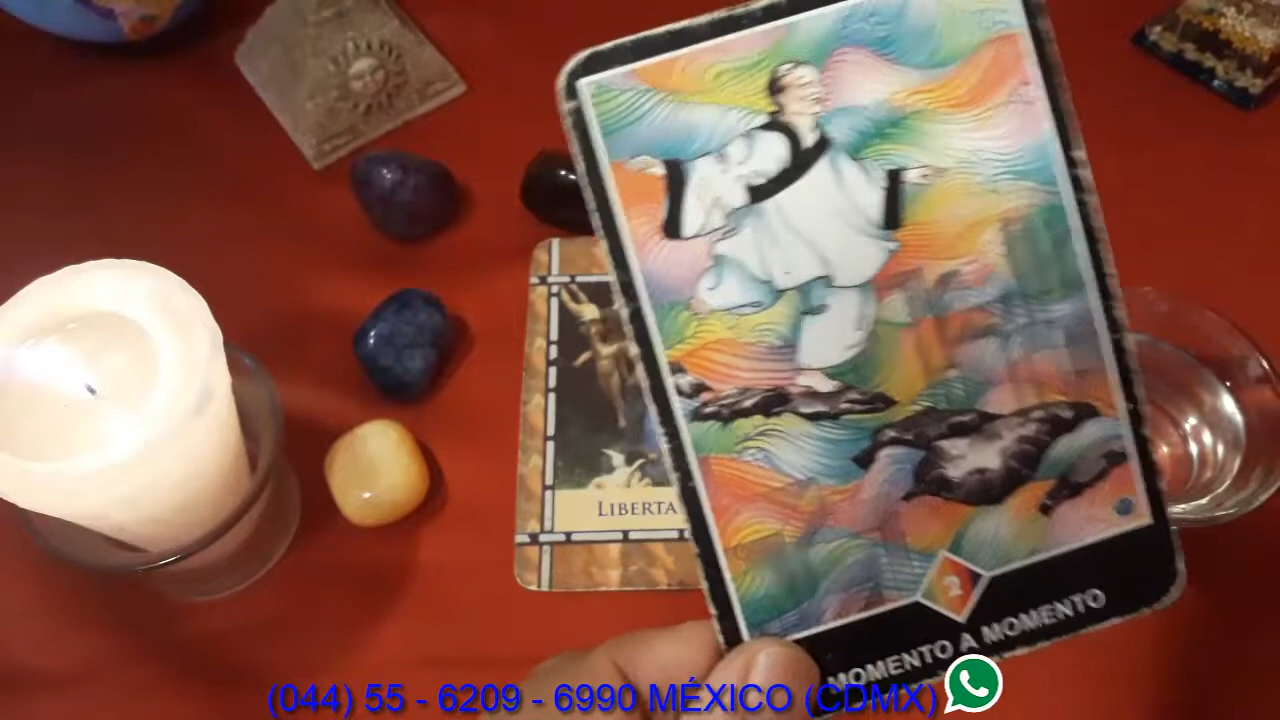 LIBERTA
2
MOMENTO A MOMENTO
(044) 55 - 6209 - 6990 MÉXICO (CDMX)